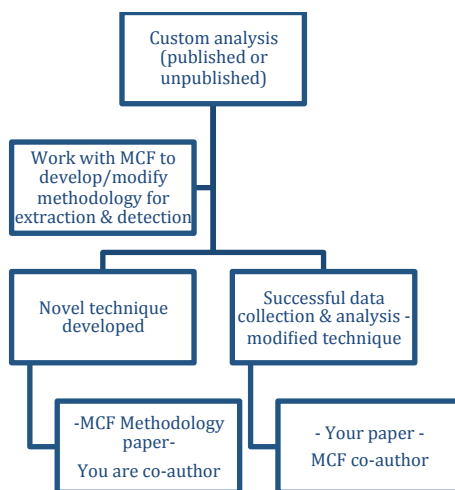 Custom analysis
(published or
unpublished)
Work with MCF to
develop/modify
methodology for
extraction & detection
Novel technique
developed
Successful data
collection & analysis -
modified technique
-MCF Methodology
paper-
You are co-author
- Your paper -
MCF co-author